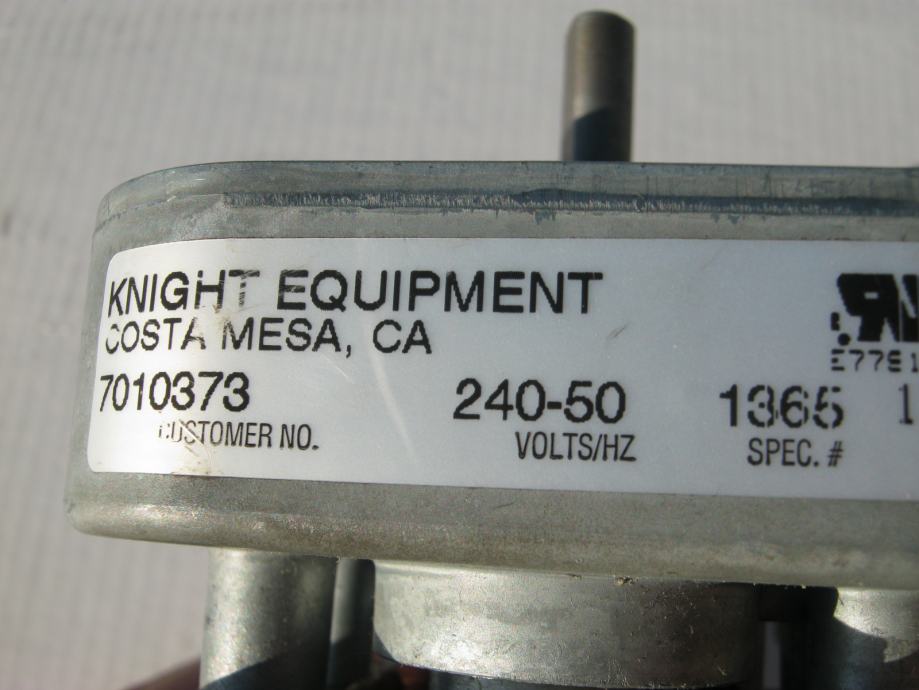 KNIGHT EQUIPMENT
COSTA MESA, CA
7010373 240-50 1365
CUSTOMER NO. VOLTS/HZ SPEC. #